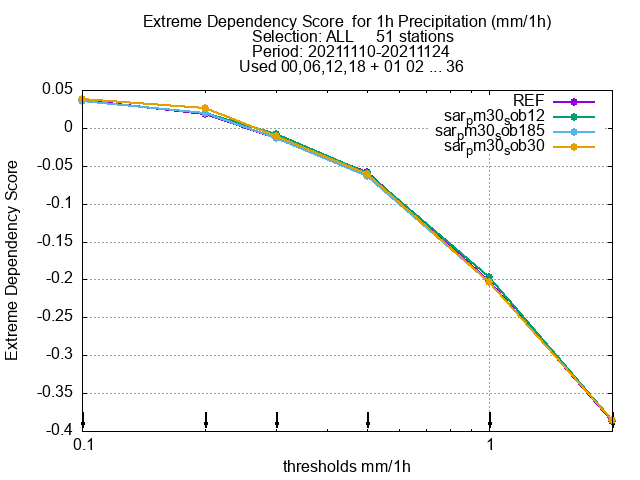 Extreme Dependency Score  for 1h Precipitation (mm/1h)
Selection: ALL     51 stations
Period: 20211110-20211124
Used 00,06,12,18 + 01 02 ... 36
REF
sar_pm30_sob12
sar_pm30_sob185
sar_pm30_sob30
Extreme Dependency Score
0.05
0
-0.05
-0.1
-0.15
-0.2
-0.25
-0.3
-0.35
-0.4
0.1
1
thresholds mm/1h